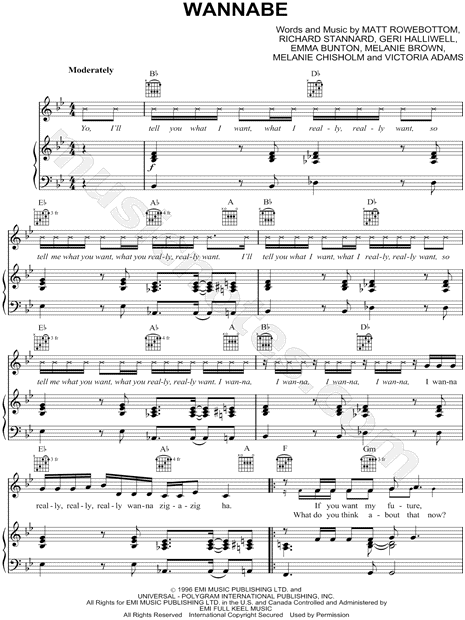 WANNABE
Words and Music by MATT ROWEBOTTOM,
RICHARD STANNARD, GERI HALLIWELL,
EMMA BUNTON, MELANIE BROWN,
MELANIE CHISHOLM and VICTORIA ADAMS
Moderately
B♭ D♭
Yo, I'll tell you what I want, what I real-ly, real-ly want, so
f
E♭ A♭ A B♭ D♭
tell me what you want, what you real-ly, real-ly want. I'll tell you what I want, what I real-ly, real-ly want, so
E♭ A♭ A B♭ D♭
tell me what you want, what you real-ly, real-ly want. I wan-na, I wan-na, I wan-na, I wan-na, I wan-na
E♭ A♭ A F Gm
real-ly, real-ly, real-ly wan-na zig-a-zig ha. If you want my fu-ture,
What do you think a-bout that now?
© 1996 EMI MUSIC PUBLISHING LTD. and
UNIVERSAL - POLYGRAM INTERNATIONAL PUBLISHING, INC.
All Rights for EMI MUSIC PUBLISHING LTD. in the U.S. and Canada Controlled and Administered by
EMI FULL KEEL MUSIC
All Rights Reserved International Copyright Secured Used by Permission
musicnotes.com